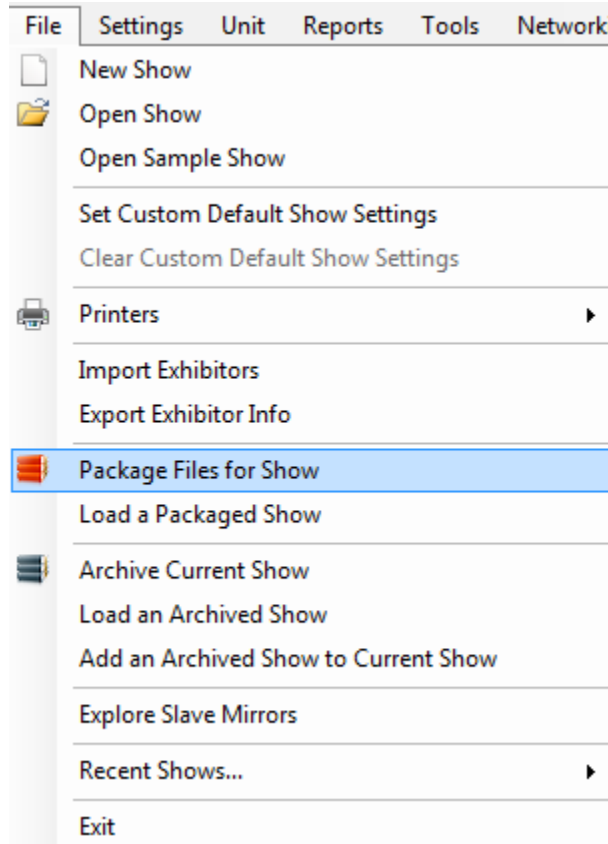 File Settings Unit Reports Tools Network
New Show
Open Show
Open Sample Show
Set Custom Default Show Settings
Clear Custom Default Show Settings
Printers
Import Exhibitors
Export Exhibitor Info
Package Files for Show
Load a Packaged Show
Archive Current Show
Load an Archived Show
Add an Archived Show to Current Show
Explore Slave Mirrors
Recent Shows...
Exit